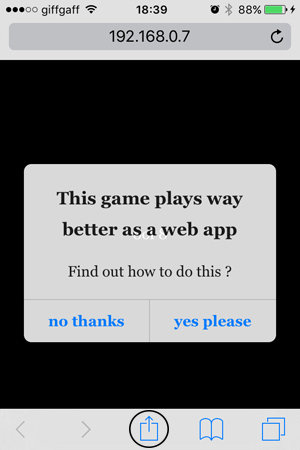 giffgaff 18:39 88%
192.168.0.7
This game plays way
better as a web app
Find out how to do this ?
no thanks yes please